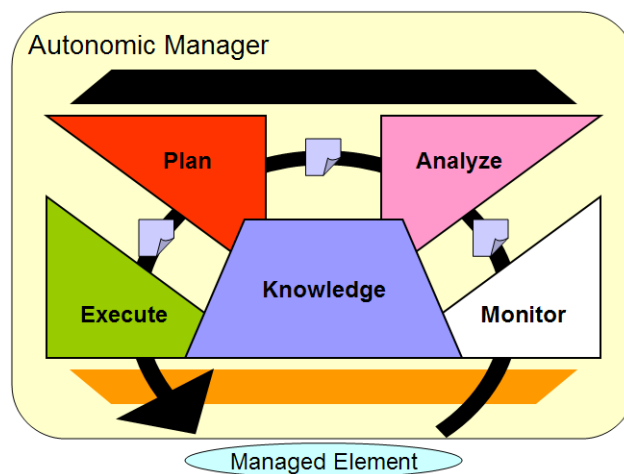 Autonomic Manager
Plan
Analyze
Knowledge
Execute
Monitor
Managed Element